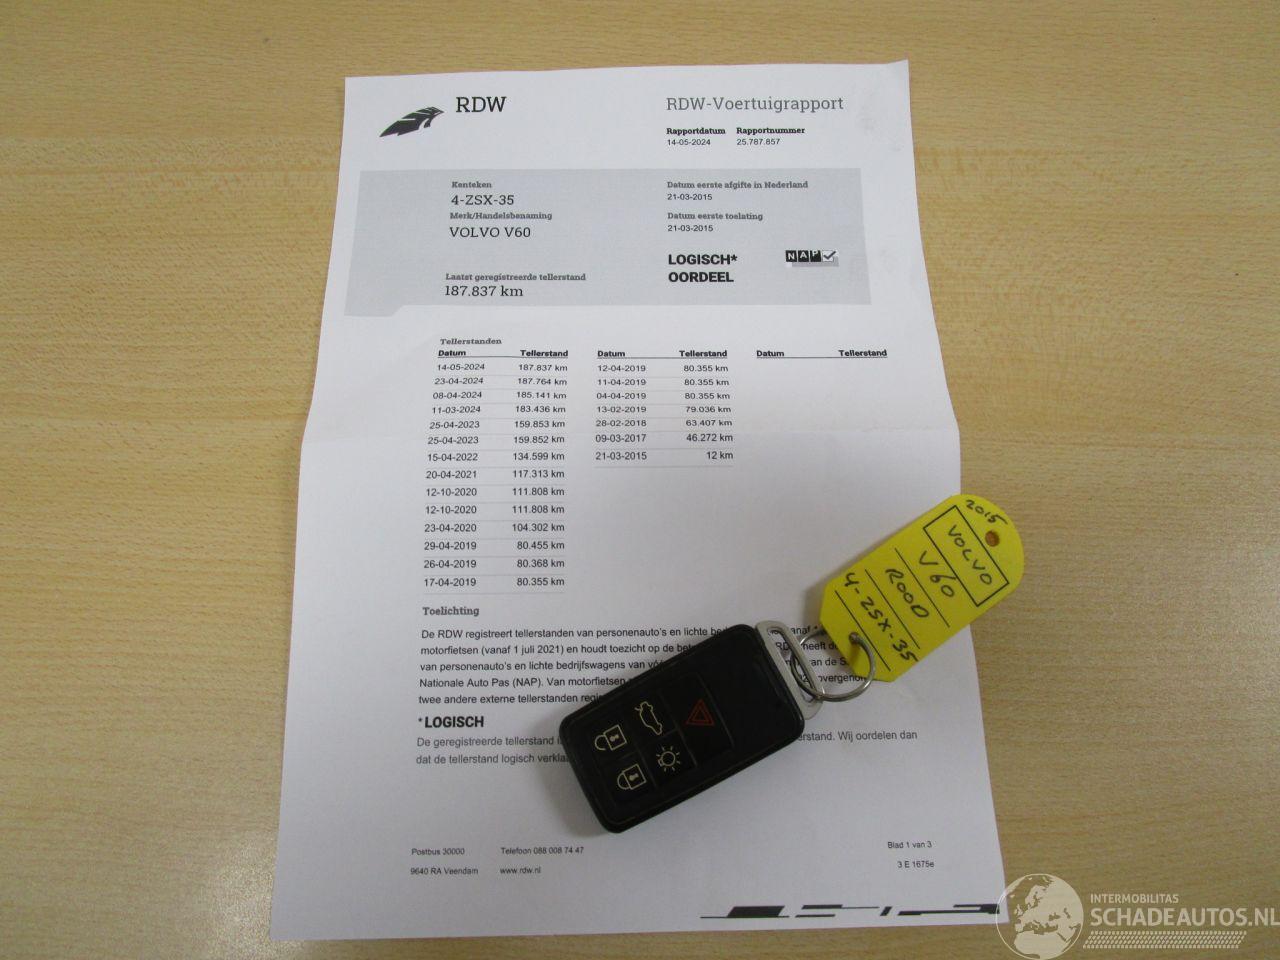 RDW
RDW-Voertuigrapport
Rapportdatum Rapportnummer
14-05-2024 25.787.857
Kenteken
4-ZSX-35
Merk/Handelsbenaming
VOLVO V60
Laatst geregistreerde tellerstand
187.837 km
Datum eerste afgifte in Nederland
21-03-2015
Datum eerste toelating
21-03-2015
LOGISCH*
OORDEEL
NAP
Tellerstanden
Datum Tellerstand
14-05-2024 187.837 km
23-04-2024 187.764 km
08-04-2024 185.141 km
11-03-2024 183.436 km
25-04-2023 159.853 km
25-04-2023 159.852 km
15-04-2022 134.599 km
20-04-2021 117.313 km
12-10-2020 111.808 km
12-10-2020 111.808 km
23-04-2020 104.302 km
29-04-2019 80.455 km
26-04-2019 80.368 km
17-04-2019 80.355 km
Datum Tellerstand
12-04-2019 80.355 km
11-04-2019 80.355 km
04-04-2019 80.355 km
13-02-2019 79.036 km
28-02-2018 63.407 km
09-03-2017 46.272 km
21-03-2015 12 km
Datum Tellerstand
Toelichting
De RDW registreert tellerstanden van personenauto's en lichte
motorfietsen (vanaf 1 juli 2021) en houdt toezicht op de
van personenauto's en lichte bedrijfswagens van van de
Nationale Auto Pas (NAP). Van motorfietsen
twee andere externe tellerstanden
*LOGISCH
De geregistreerde tellerstand Wij oordelen dan
dat de tellerstand logisch
Postbus 30000 Telefoon 088 008 74 47
9640 RA Veendam www.rdw.nl
Blad 1 van 3
3 E 1675e
2015
VOLVO
V60
ROOD
4-ZSX-35
INTERMOBILITAS
SCHADEAUTOS.NL